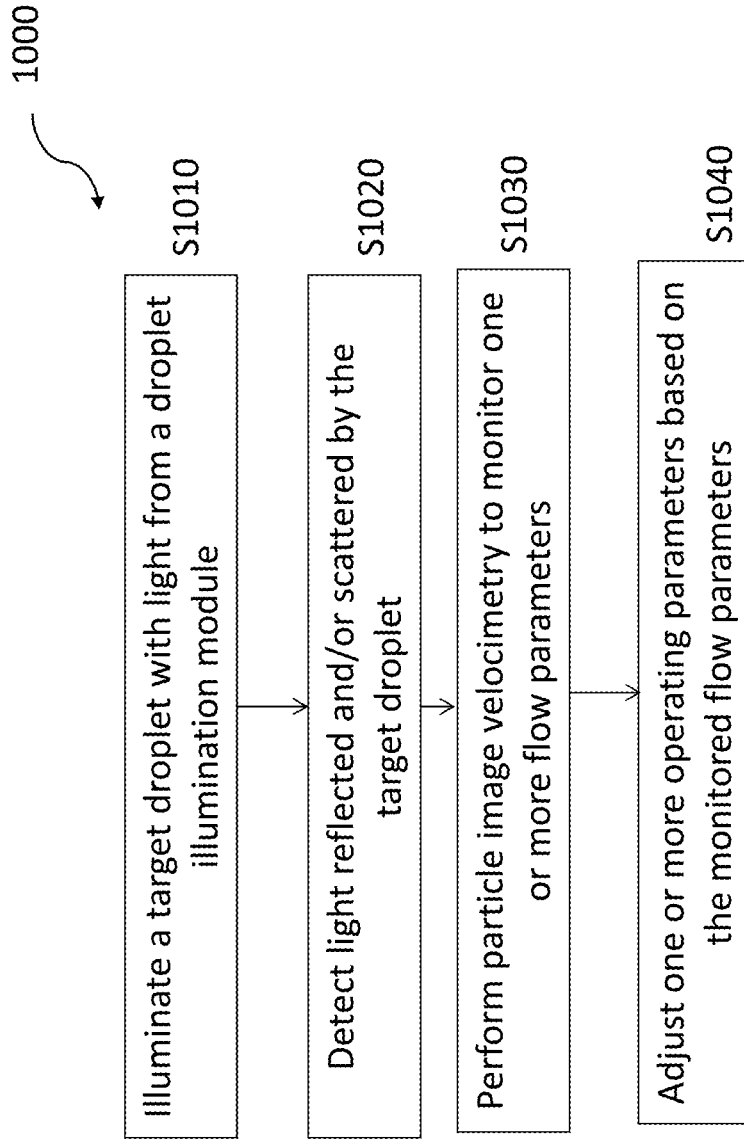 1000
Illuminate a target droplet with light from a droplet
illumination module
S1010
Detect light reflected and/or scattered by the
target droplet
S1020
Perform particle image velocimetry to monitor one
or more flow parameters
S1030
Adjust one or more operating parameters based on
the monitored flow parameters
S1040